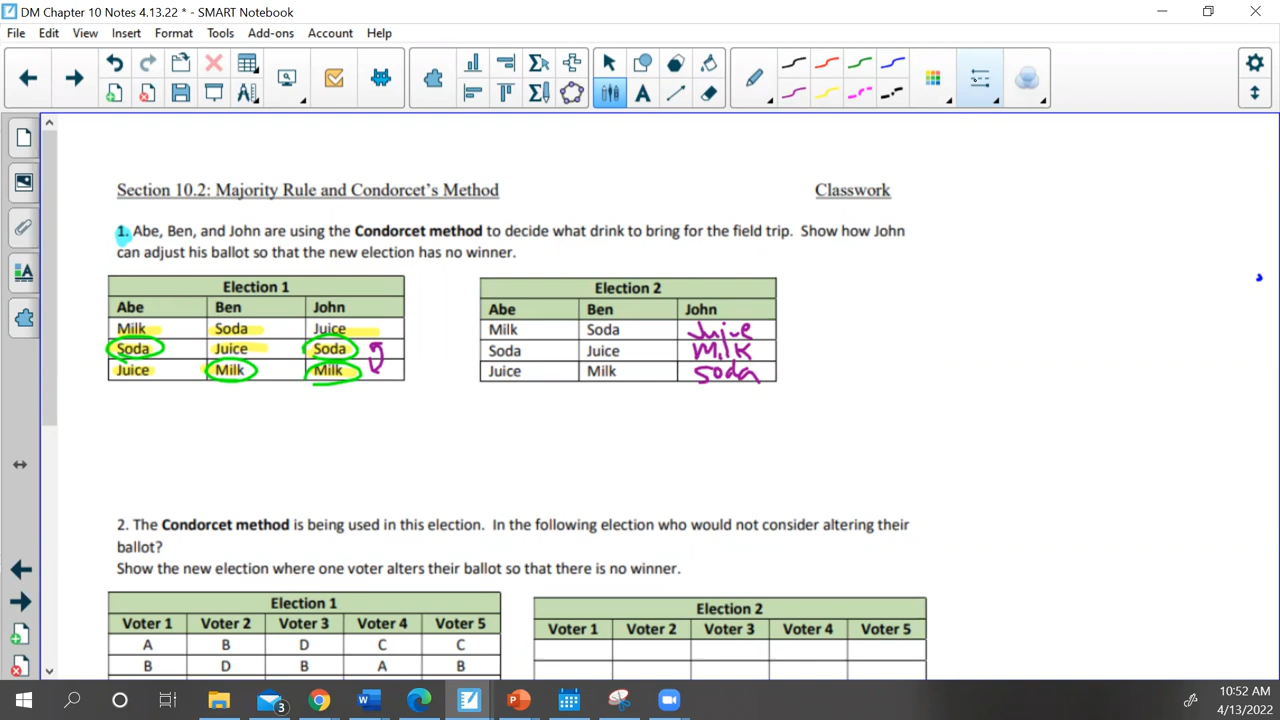 DM Chapter 10 Notes 4.13.22 * - SMART Notebook
File Edit View Insert Format Tools Add-ons Account Help
Section 10.2: Majority Rule and Condorcet's Method Classwork
1. Abe, Ben, and John are using the Condorcet method to decide what drink to bring for the field trip. Show how John
can adjust his ballot so that the new election has no winner.
Election 1
Abe Ben John
Milk Soda Juice
Soda Juice Soda
Juice Milk Milk
Election 2
Abe Ben John
Milk Soda Juice
Soda Juice Milk
Juice Milk Soda
2. The Condorcet method is being used in this election. In the following election who would not consider altering their
ballot?
Show the new election where one voter alters their ballot so that there is no winner.
Election 1
Voter 1 Voter 2 Voter 3 Voter 4 Voter 5
A B D C C
B D B A B
Election 2
Voter 1 Voter 2 Voter 3 Voter 4 Voter 5
3
10:52 AM
4/13/2022